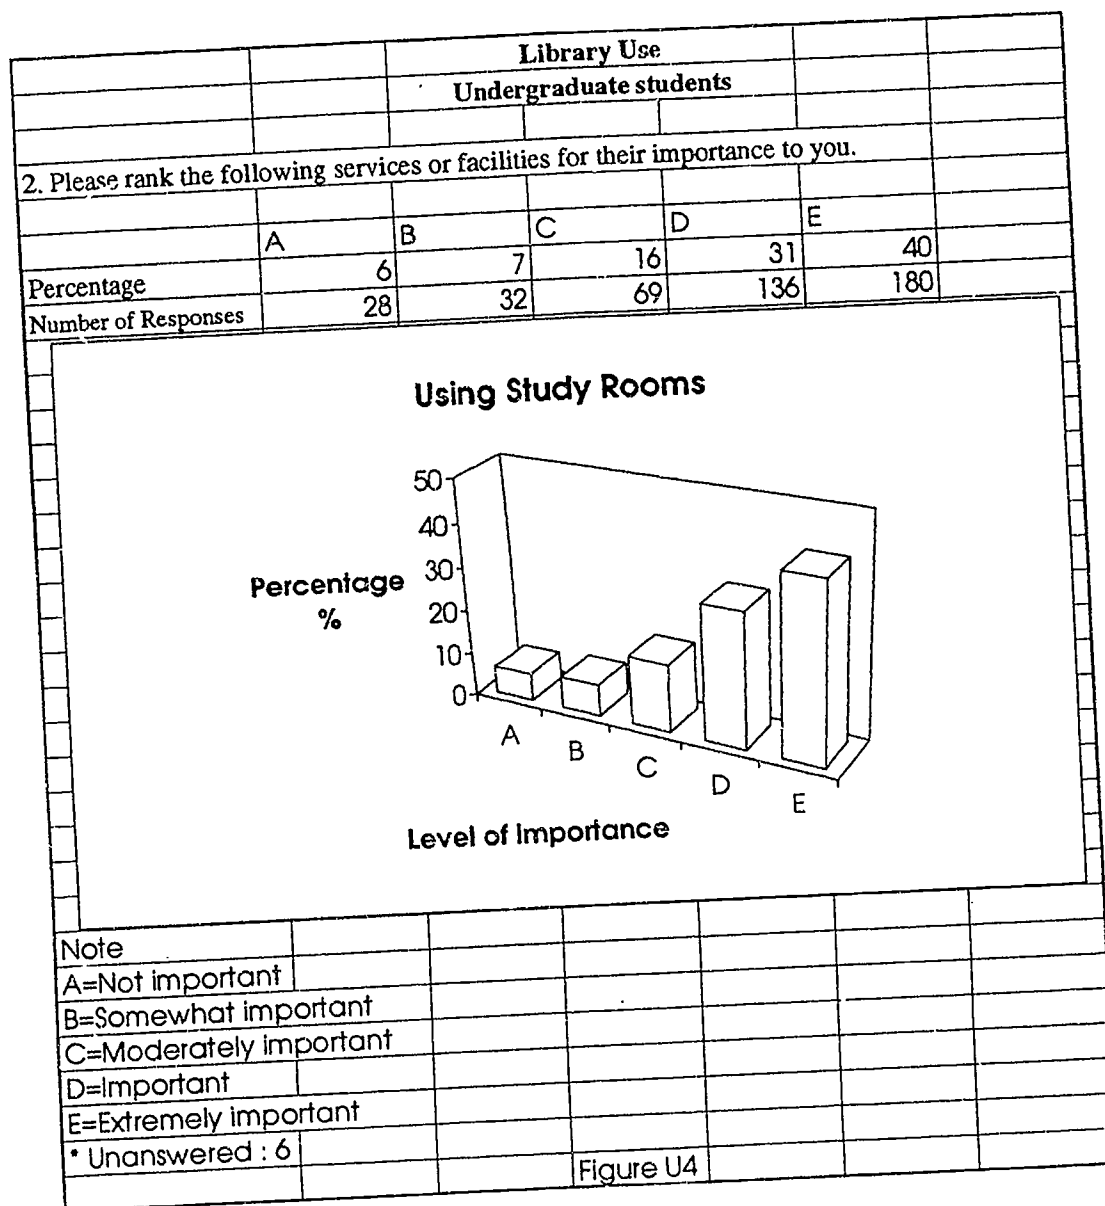 Library Use
Undergraduate students
2. Please rank the following services or facilities for their importance to you.
A B C D E
Percentage 6 7 16 31 40
Number of Responses 28 32 69 136 180
Using Study Rooms
50
40
30
20
10
0
Percentage
%
A B C D E
Level of Importance
Note
A=Not important
B=Somewhat important
C=Moderately important
D=Important
E=Extremely important
* Unanswered : 6
Figure U4